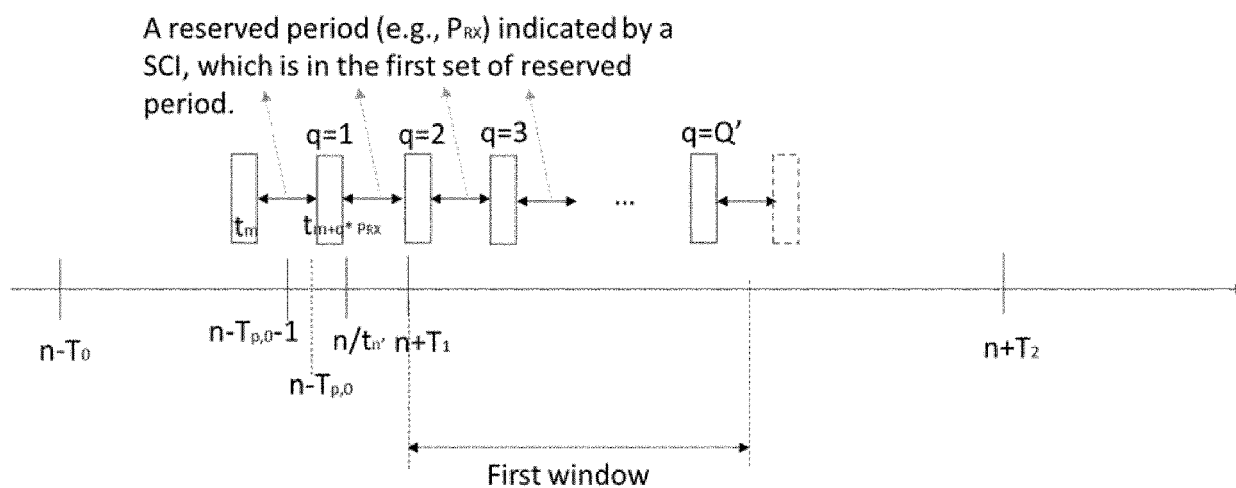 A reserved period (e.g., PRX) indicated by a
SCI, which is in the first set of reserved
period.
q=1 q=2 q=3 q=Q'
tm tm+q* PRX ...
n-T0 n-Tp,0-1 n/tn' n+T1 n+T2
n-Tp,0
First window